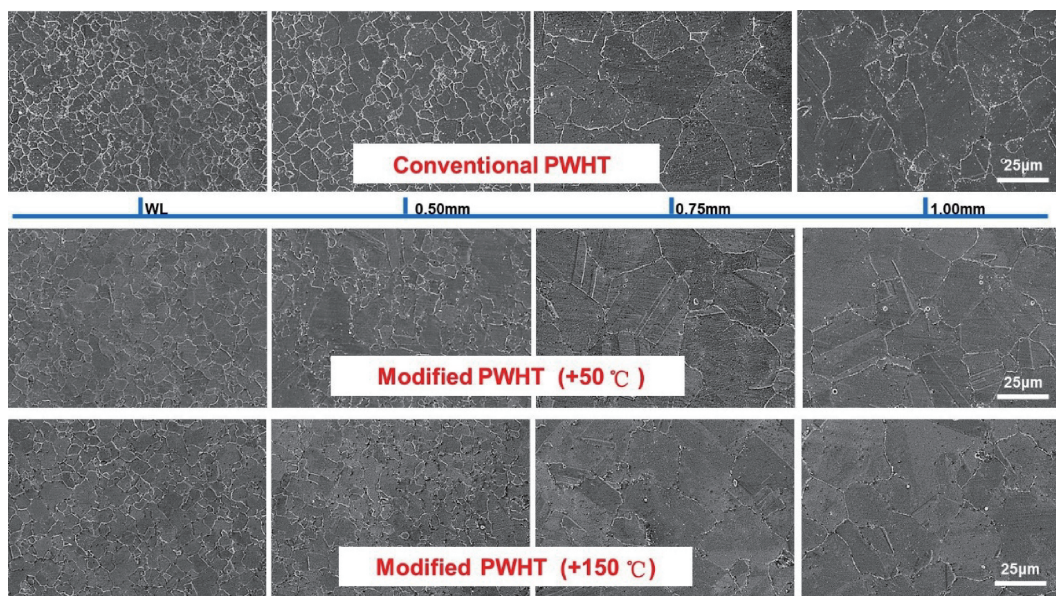 Conventional PWHT
25μm
WL 0.50mm 0.75mm 1.00mm
Modified PWHT (+50 ℃ )
25μm
Modified PWHT (+150 ℃)
25μm